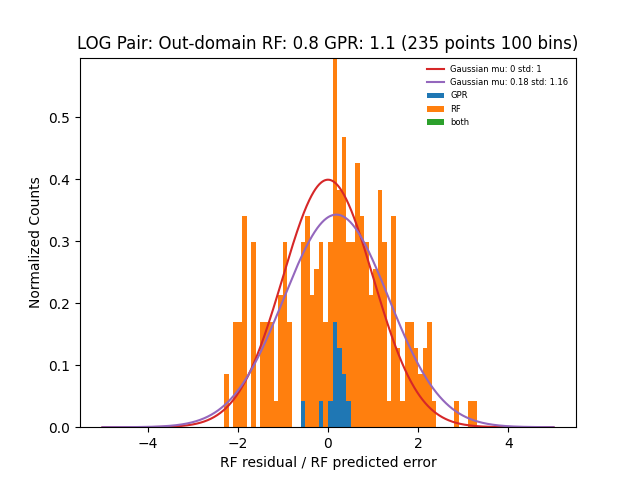 LOG Pair: Out-domain RF: 0.8 GPR: 1.1 (235 points 100 bins)
Gaussian mu: 0 std: 1
Gaussian mu: 0.18 std: 1.16
GPR
RF
both
Normalized Counts
0.5
0.4
0.3
0.2
0.1
0.0
−4 −2 0 2 4
RF residual / RF predicted error